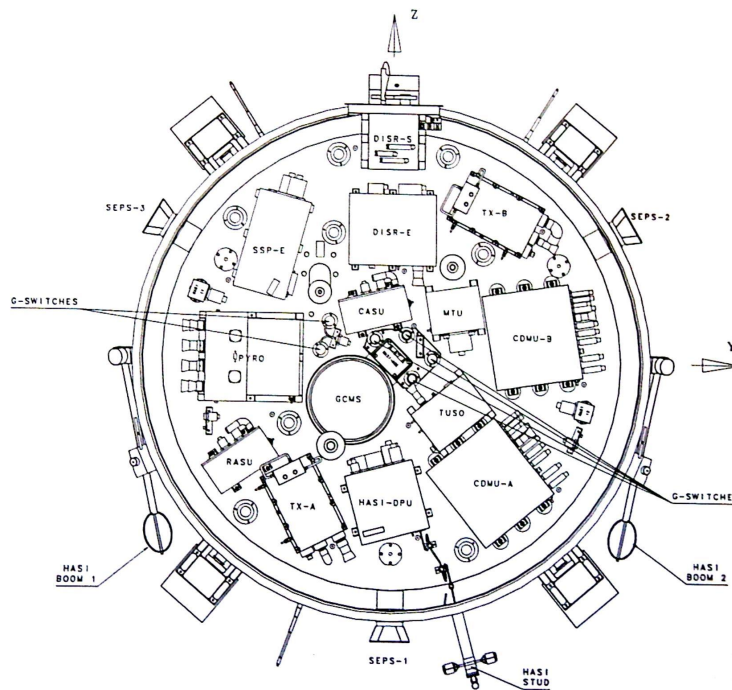 Z
DISR-S
SEPS-3
SEPS-2
TX-B
SSP-E
DISR-E
G-SWITCHES
CASU
MTU
CDMU-B
PYRO
Y
GCMS
TUSO
RASU
CDMU-A
TX-A
HASI-DPU
G-SWITCHES
HASI
BOOM 1
HASI
BOOM 2
SEPS-1
HASI
STUD